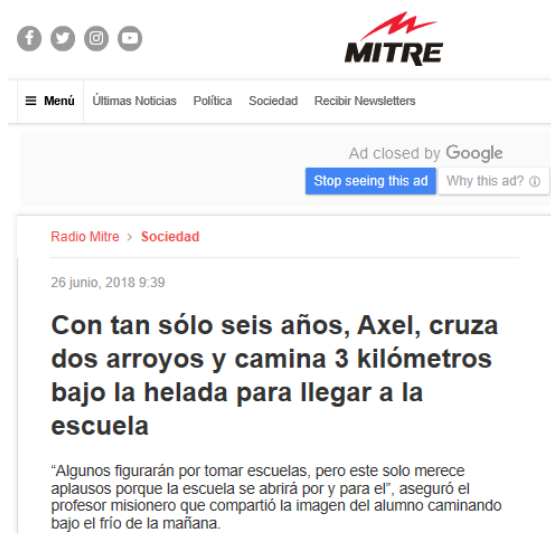 MITRE
≡ Menú Últimas Noticias Política Sociedad Recibir Newsletters
Ad closed by Google
Stop seeing this ad Why this ad? ⓘ
Radio Mitre > Sociedad
26 junio, 2018 9:39
Con tan sólo seis años, Axel, cruza
dos arroyos y camina 3 kilómetros
bajo la helada para llegar a la
escuela
“Algunos figurarán por tomar escuelas, pero este solo merece
aplausos porque la escuela se abrirá por y para el”, aseguró el
profesor misionero que compartió la imagen del alumno caminando
bajo el frío de la mañana.